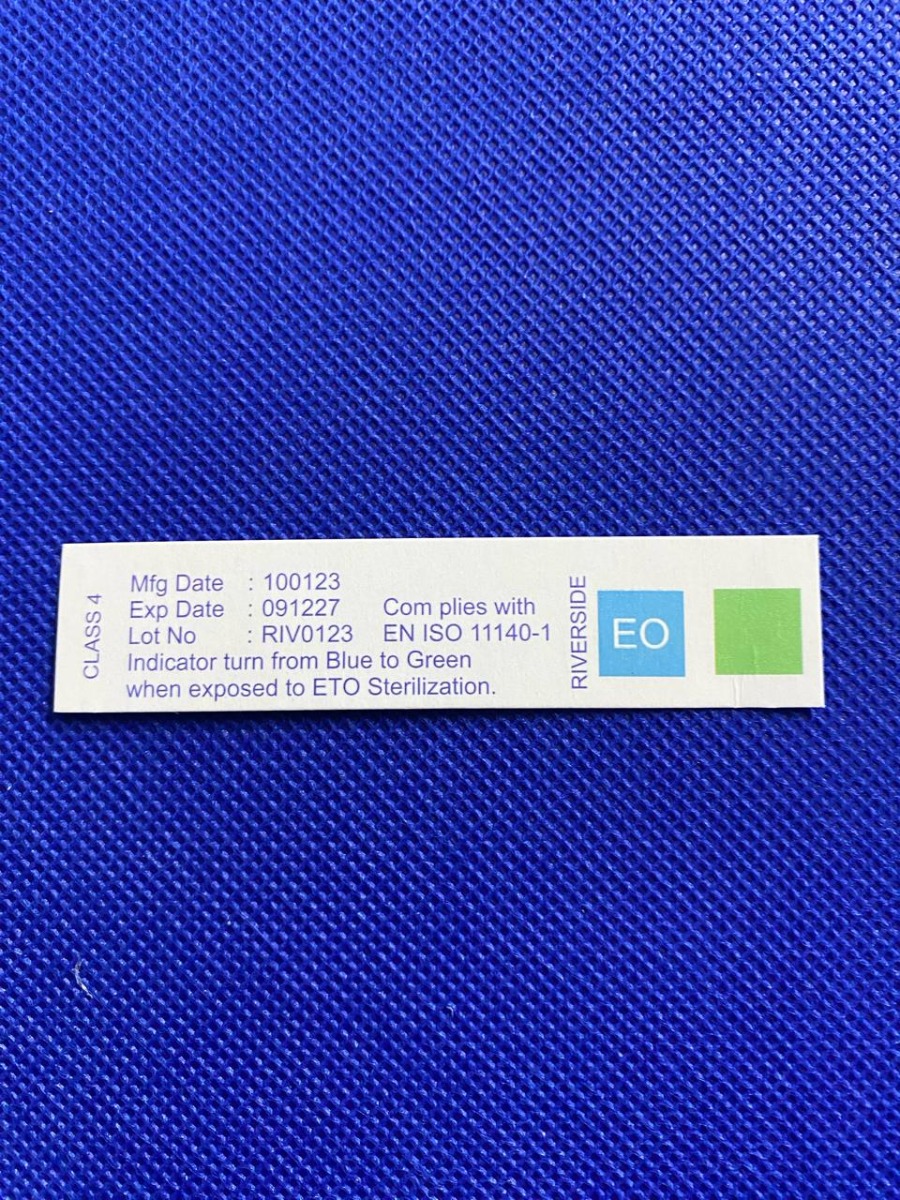 CLASS 4
Mfg Date : 100123
Exp Date : 091227 Com plies with
Lot No : RIV0123 EN ISO 11140-1
Indicator turn from Blue to Green
when exposed to ETO Sterilization.
RIVERSIDE
EO